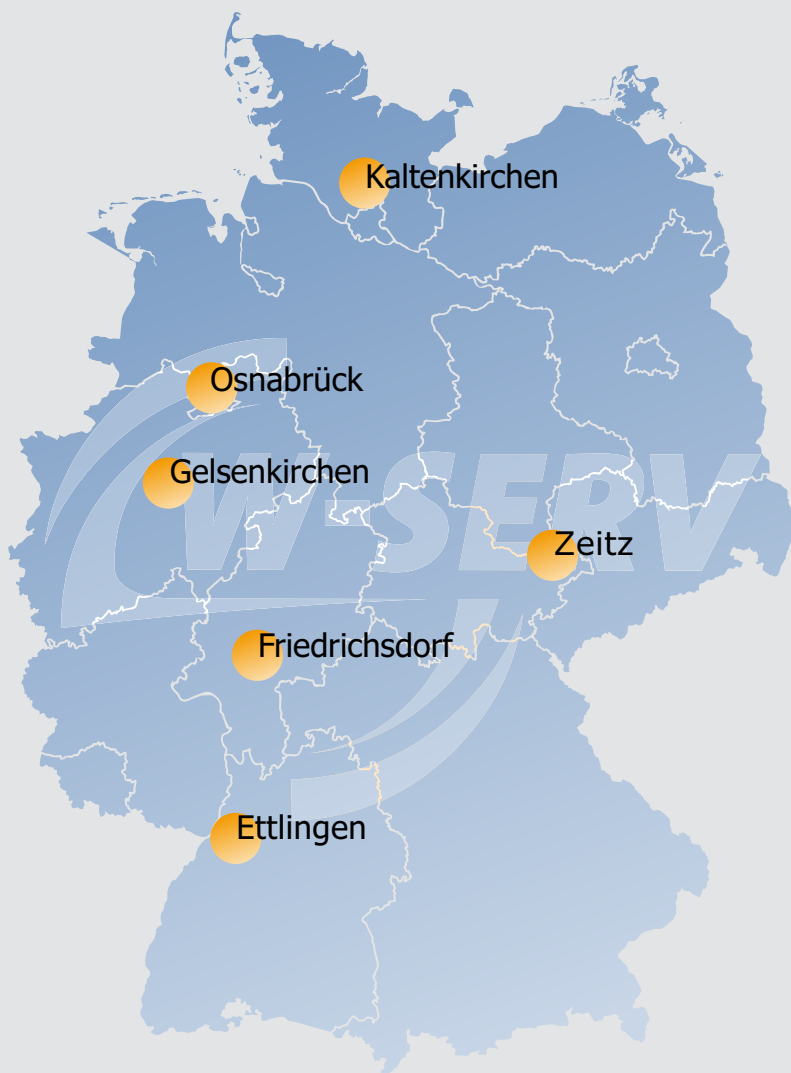 Kaltenkirchen
Osnabrück
Gelsenkirchen
W-SERV
Zeitz
Friedrichsdorf
Ettlingen